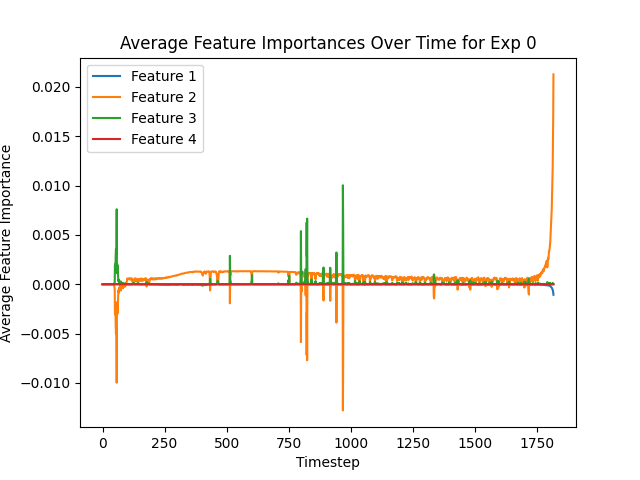 Average Feature Importances Over Time for Exp 0
Feature 1
Feature 2
Feature 3
Feature 4
Average Feature Importance
0.020
0.015
0.010
0.005
0.000
−0.005
−0.010
0 250 500 750 1000 1250 1500 1750
Timestep